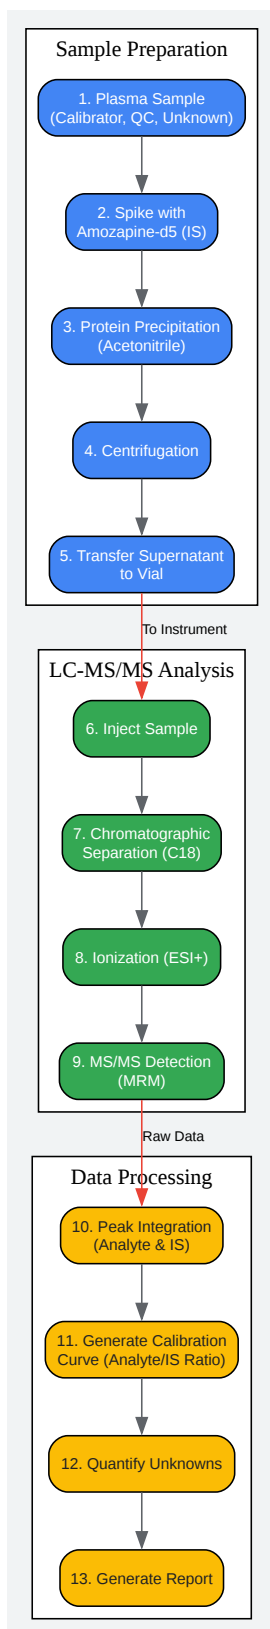 Sample Preparation
1. Plasma Sample
(Calibrator, QC, Unknown)
2. Spike with
Amozapine-d5 (IS)
3. Protein Precipitation
(Acetonitrile)
4. Centrifugation
5. Transfer Supernatant
to Vial
To Instrument
LC-MS/MS Analysis
6. Inject Sample
7. Chromatographic
Separation (C18)
8. Ionization (ESI+)
9. MS/MS Detection
(MRM)
Raw Data
Data Processing
10. Peak Integration
(Analyte & IS)
11. Generate Calibration
Curve (Analyte/IS Ratio)
12. Quantify Unknowns
13. Generate Report